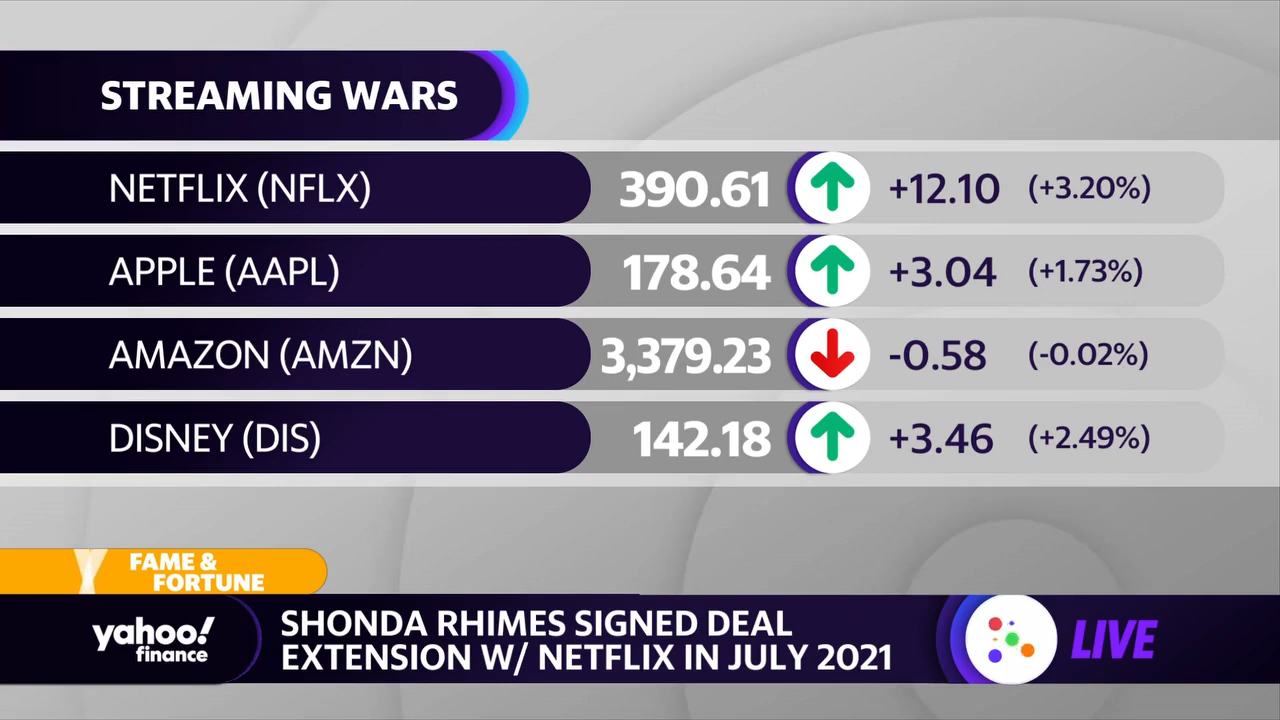 STREAMING WARS
NETFLIX (NFLX) 390.61 +12.10 (+3.20%)
APPLE (AAPL) 178.64 +3.04 (+1.73%)
AMAZON (AMZN) 3,379.23 -0.58 (-0.02%)
DISNEY (DIS) 142.18 +3.46 (+2.49%)
FAME &
FORTUNE
yahoo!
finance
SHONDA RHIMES SIGNED DEAL
EXTENSION W/ NETFLIX IN JULY 2021
LIVE